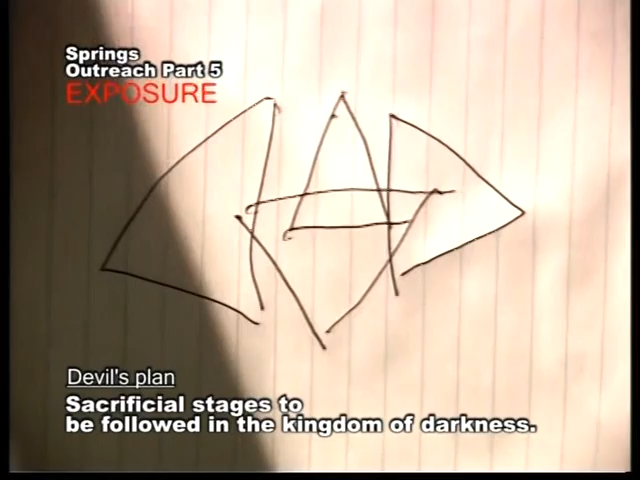 Springs
Outreach Part 5
EXPOSURE
Devil's plan
Sacrificial stages to
be followed in the kingdom of darkness.